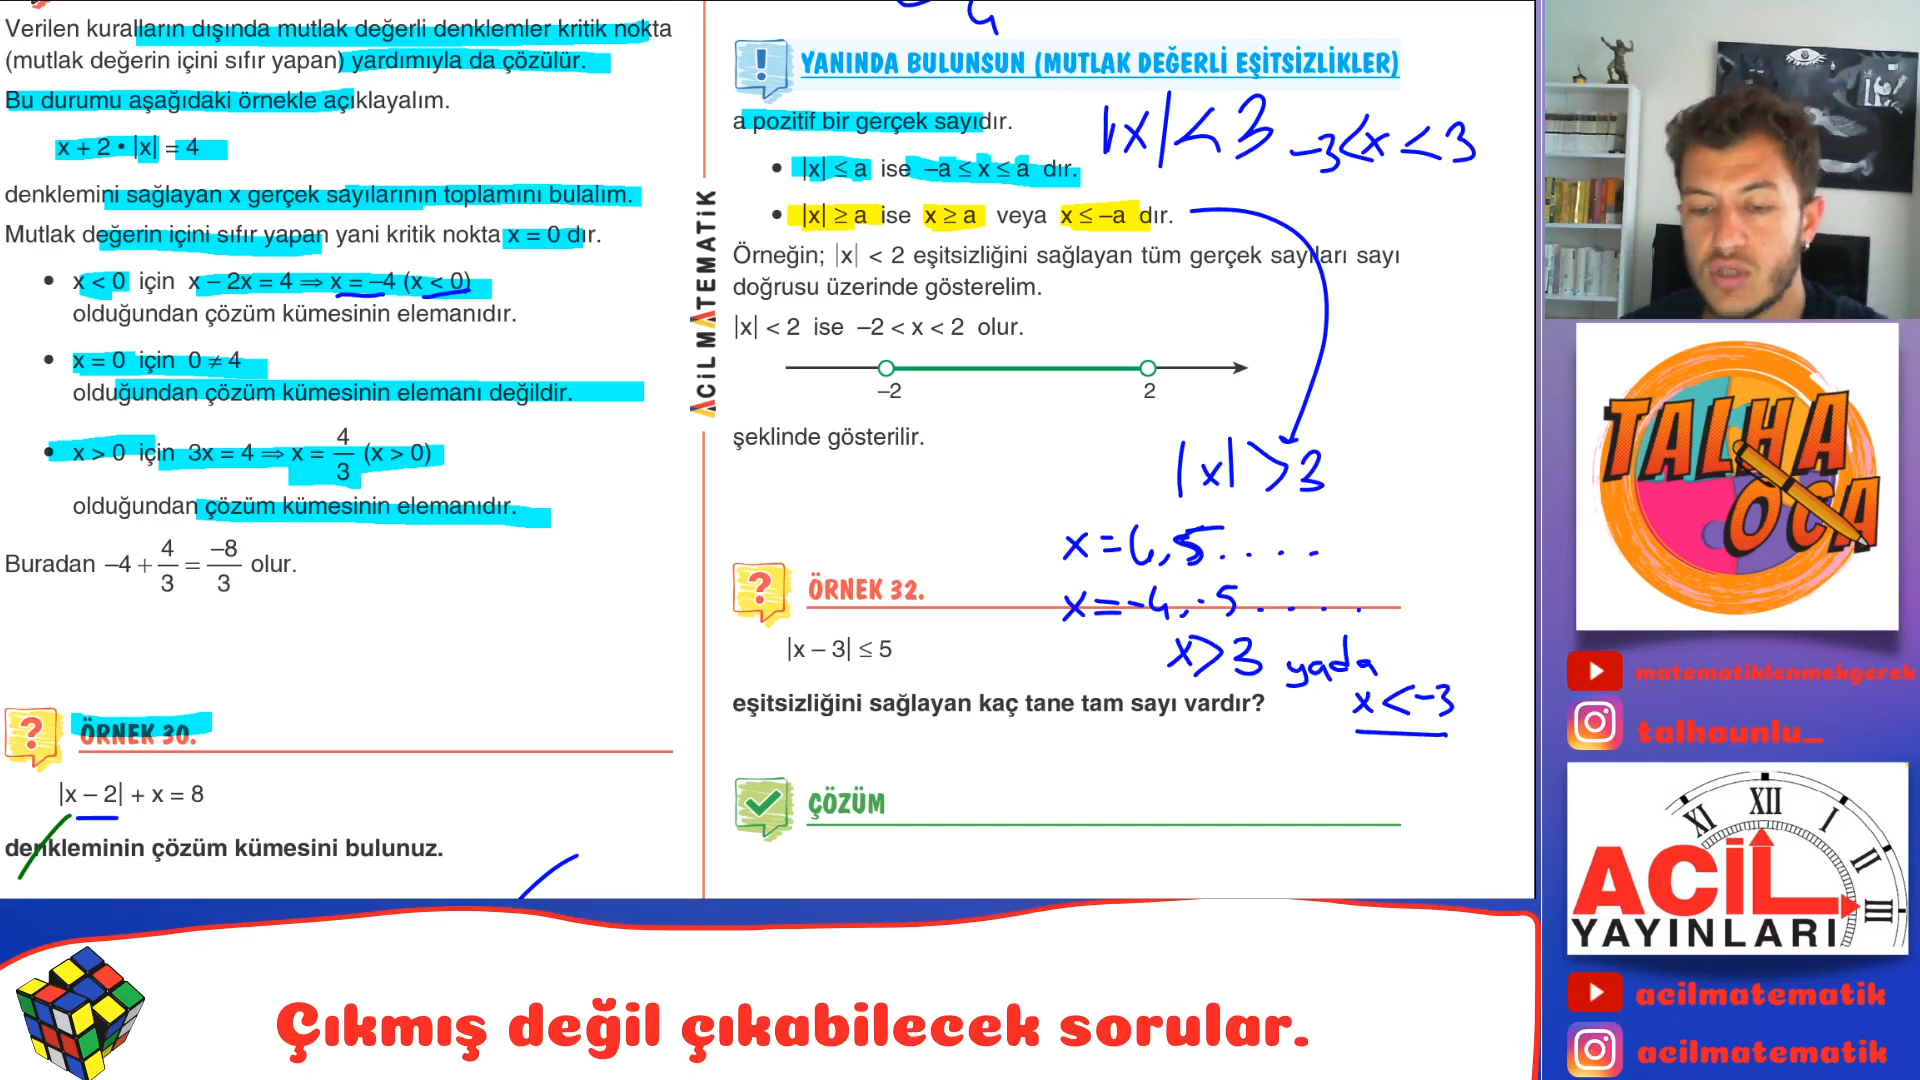 Verilen kuralların dışında mutlak değerli denklemler kritik nokta
(mutlak değerin içini sıfır yapan) yardımıyla da çözülür.
Bu durumu aşağıdaki örnekle açıklayalım.
x + 2 • |x| = 4
denklemini sağlayan x gerçek sayılarının toplamını bulalım.
Mutlak değerin içini sıfır yapan yani kritik nokta x = 0 dır.
• x < 0 için x – 2x = 4 ⇒ x = –4 (x < 0)
olduğundan çözüm kümesinin elemanıdır.
• x = 0 için 0 ≠ 4
olduğundan çözüm kümesinin elemanı değildir.
• x > 0 için 3x = 4 ⇒ x = 4/3 (x > 0)
olduğundan çözüm kümesinin elemanıdır.
Buradan –4 + 4/3 = –8/3 olur.
? ÖRNEK 30.
|x – 2| + x = 8
denkleminin çözüm kümesini bulunuz.
ACİL MATEMATİK
4
! YANINDA BULUNSUN (MUTLAK DEĞERLİ EŞİTSİZLİKLER)
a pozitif bir gerçek sayıdır.
|x| < 3 -3 < x < 3
• |x| ≤ a ise –a ≤ x ≤ a dır.
• |x| ≥ a ise x ≥ a veya x ≤ –a dır.
Örneğin; |x| < 2 eşitsizliğini sağlayan tüm gerçek sayıları sayı
doğrusu üzerinde gösterelim.
|x| < 2 ise –2 < x < 2 olur.
–2 2
şeklinde gösterilir.
|x| > 3
x = 4, 5 . . . .
x = -4, -5 . . . .
x > 3 yada
x < -3
? ÖRNEK 32.
|x – 3| ≤ 5
eşitsizliğini sağlayan kaç tane tam sayı vardır?
ÇÖZÜM
TALHA
OCA
matematiklenmekgerek
talhaunlu_
XI XII I II III
ACİL
YAYINLARI
acilmatematik
acilmatematik
Çıkmış değil çıkabilecek sorular.